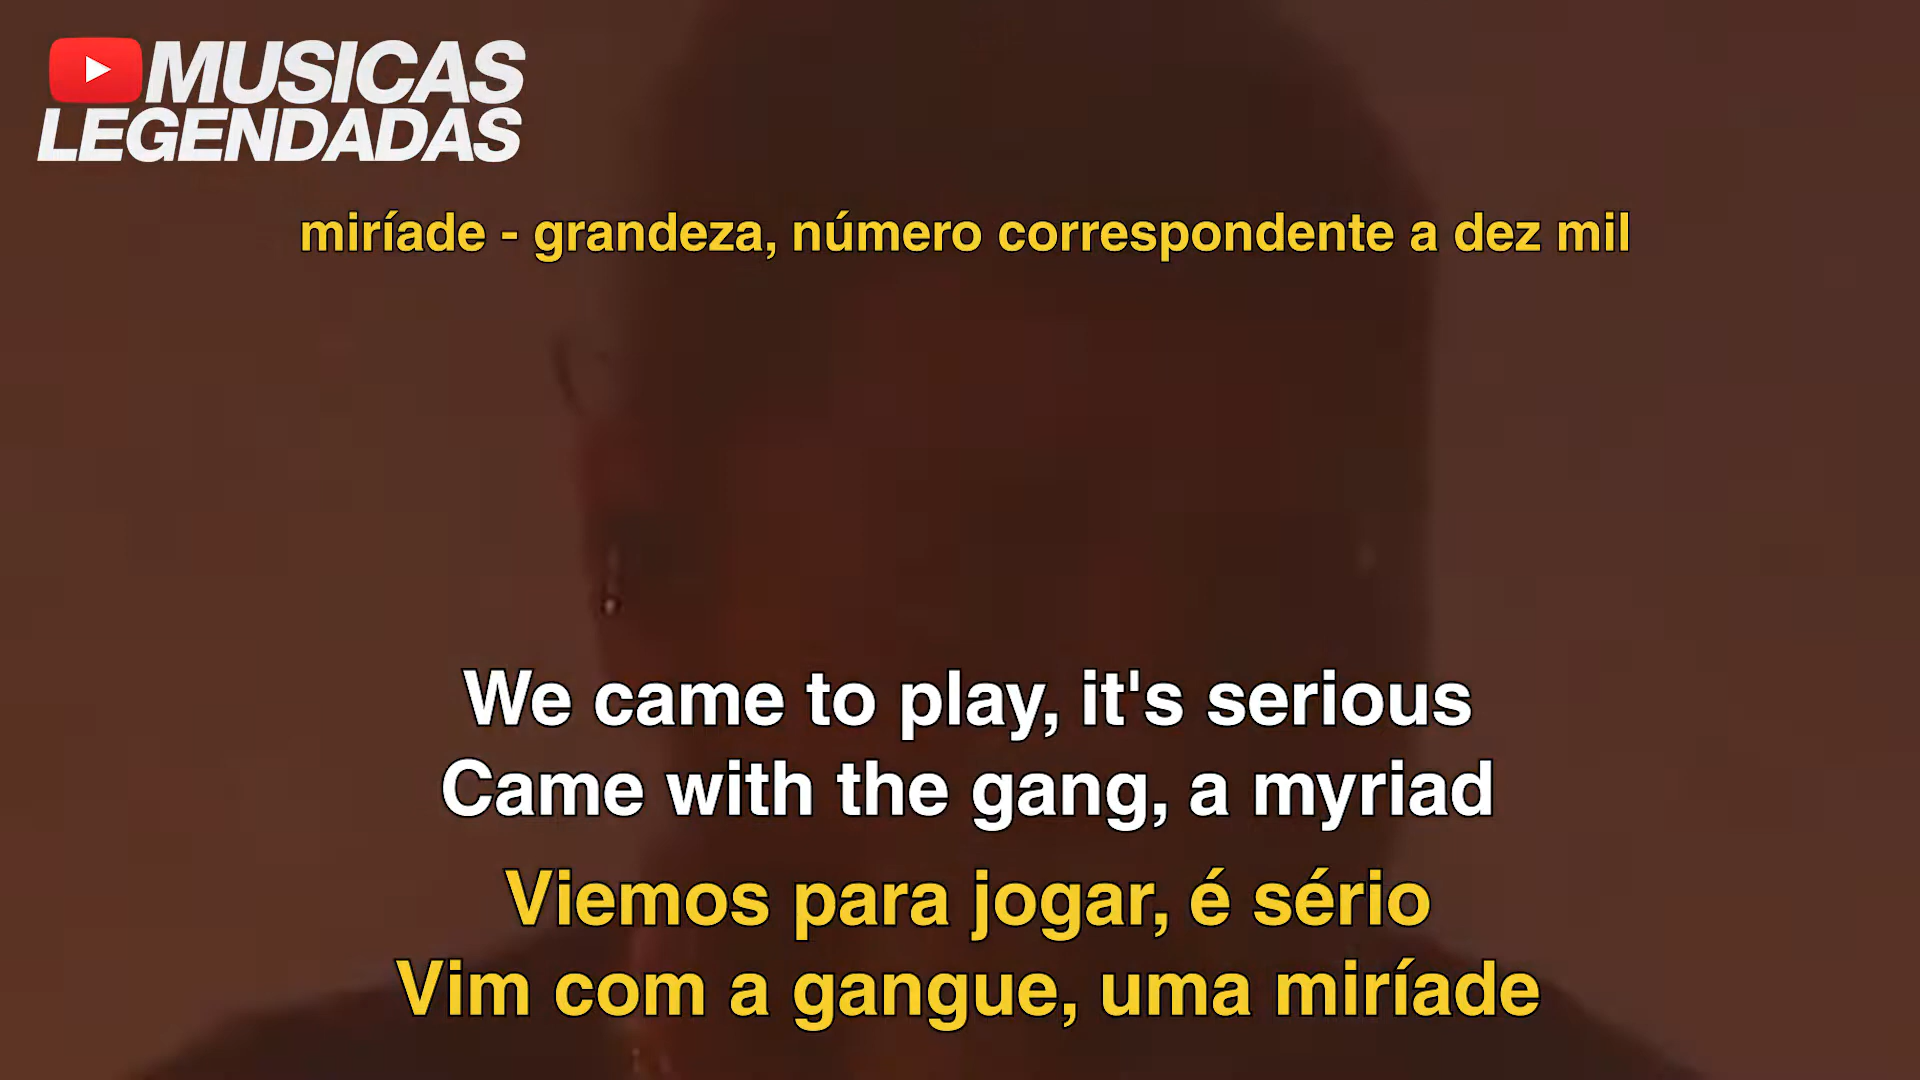 MUSICAS
LEGENDADAS
miríade - grandeza, número correspondente a dez mil
We came to play, it's serious
Came with the gang, a myriad
Viemos para jogar, é sério
Vim com a gangue, uma miríade